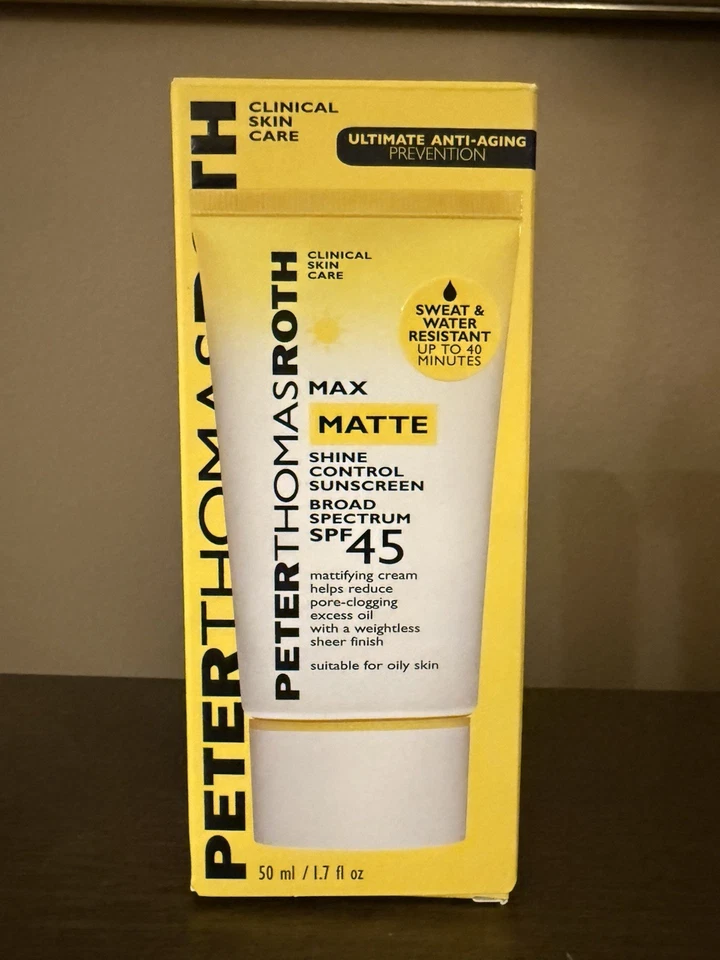 CLINICAL
SKIN
CARE
ULTIMATE ANTI-AGING
PREVENTION
PETERTHOMASROTH
CLINICAL
SKIN
CARE
SWEAT &
WATER
RESISTANT
UP TO 40
MINUTES
PETERTHOMASROTH
MAX
MATTE
SHINE
CONTROL
SUNSCREEN
BROAD
SPECTRUM
SPF 45
mattifying cream
helps reduce
pore-clogging
excess oil
with a weightless
sheer finish
suitable for oily skin
50 ml / 1.7 fl oz